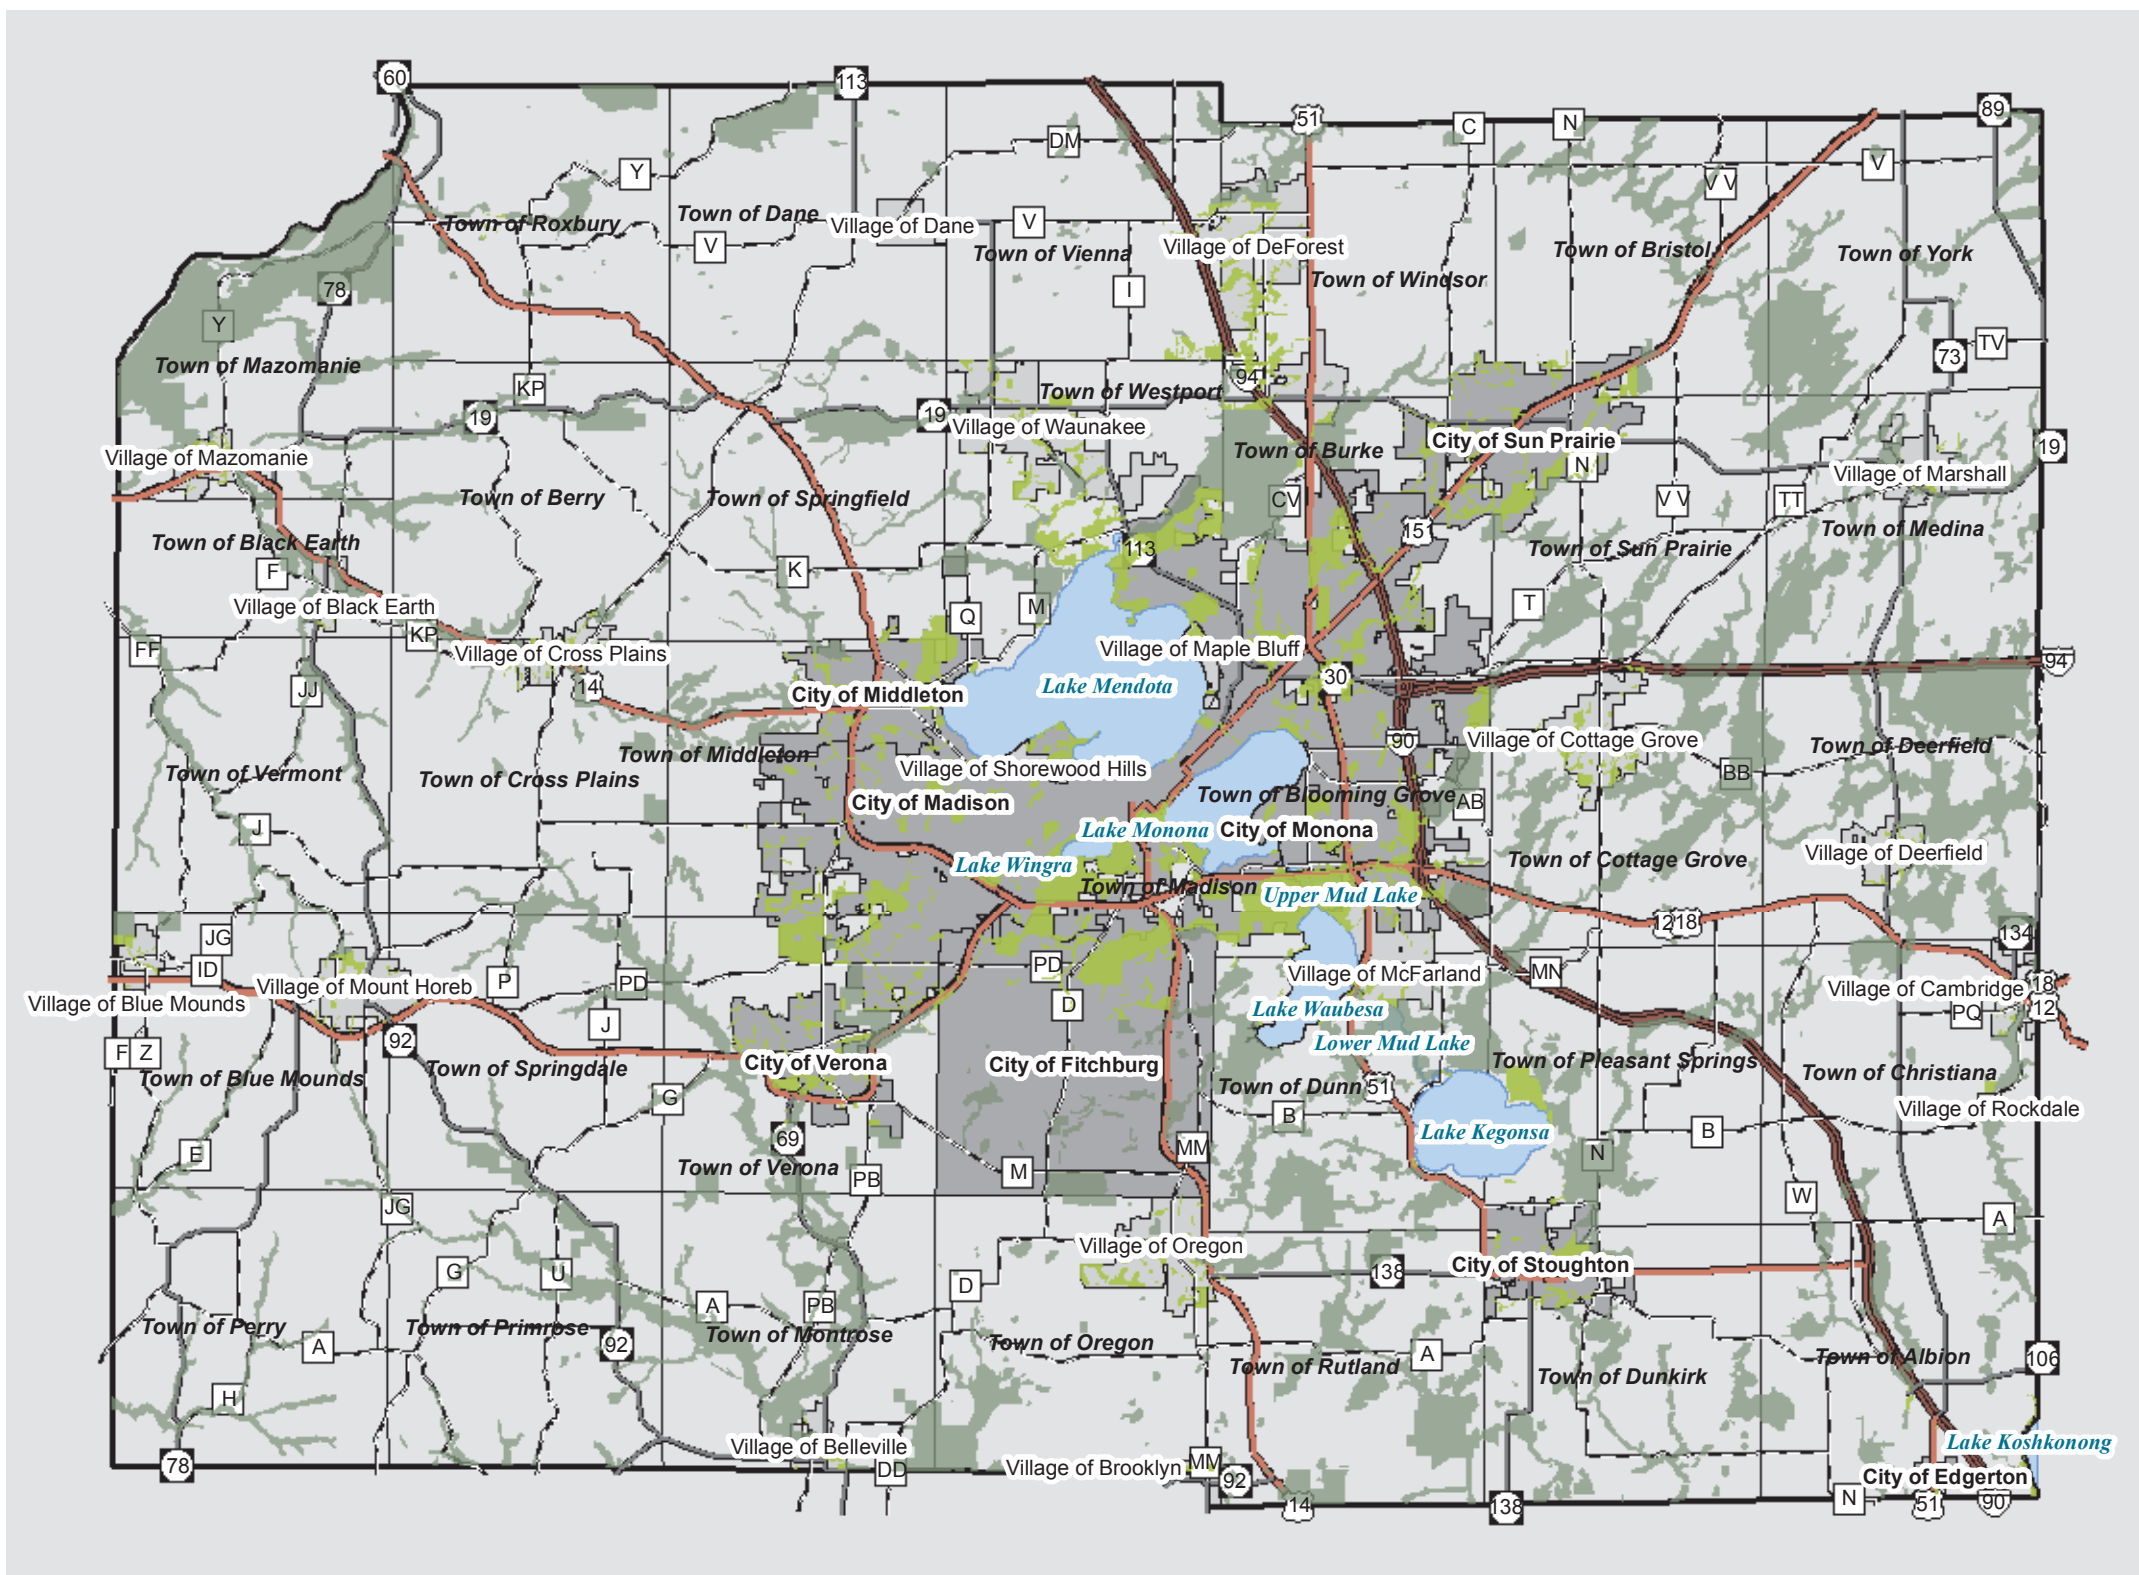 60
113
51
C
N
89
DM
Y
V
V V
Town of Roxbury
Town of Dane
Village of Dane
V
V
Town of Vienna
Village of DeForest
Town of Windsor
Town of Bristol
Town of York
78
I
Y
Town of Mazomanie
KP
94
73
TV
Town of Westport
19
19
Village of Waunakee
Town of Burke
City of Sun Prairie
N
19
Village of Mazomanie
Town of Berry
Town of Springfield
CV
V V
TT
Village of Marshall
151
Town of Medina
Town of Black Earth
113
Town of Sun Prairie
F
K
Village of Black Earth
Q
M
T
KP
FF
Village of Cross Plains
Village of Maple Bluff
94
JJ
14
City of Middleton
Lake Mendota
30
90
Village of Cottage Grove
Town of Deerfield
Town of Middleton
Village of Shorewood Hills
BB
Town of Vermont
Town of Cross Plains
City of Madison
Town of Blooming Grove
AB
J
Lake Monona
City of Monona
Lake Wingra
Town of Cottage Grove
Village of Deerfield
Town of Madison
Upper Mud Lake
1218
134
JG
ID
Village of Mount Horeb
P
PD
PD
Village of McFarland
MN
Village of Cambridge
18
Village of Blue Mounds
D
Lake Waubesa
12
PQ
J
92
Lower Mud Lake
F
Z
Town of Blue Mounds
Town of Springdale
City of Verona
City of Fitchburg
Town of Pleasant Springs
Town of Christiana
G
Town of Dunn
51
B
Village of Rockdale
69
Lake Kegonsa
B
E
MM
N
Town of Verona
PB
M
W
JG
A
Village of Oregon
G
U
138
City of Stoughton
D
A
PB
Town of Perry
Town of Primrose
92
Town of Montrose
Town of Oregon
A
Town of Rutland
A
Town of Dunkirk
Town of Albion
106
H
Village of Belleville
Lake Koshkonong
78
DD
Village of Brooklyn
MM
92
City of Edgerton
14
138
N
51
90